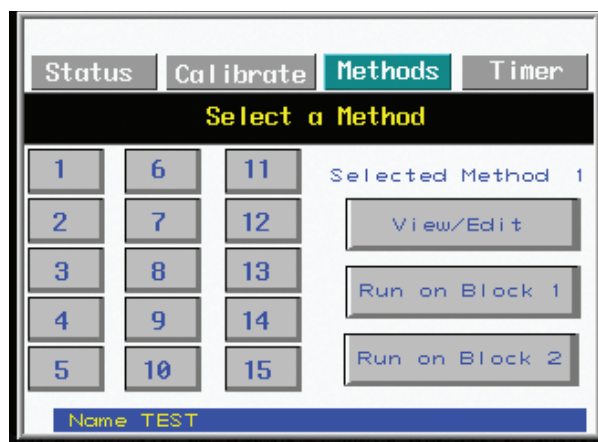 Status Calibrate Methods Timer
Select a Method
1 6 11 Selected Method 1
2 7 12 View/Edit
3 8 13 Run on Block 1
4 9 14
5 10 15 Run on Block 2
Name TEST